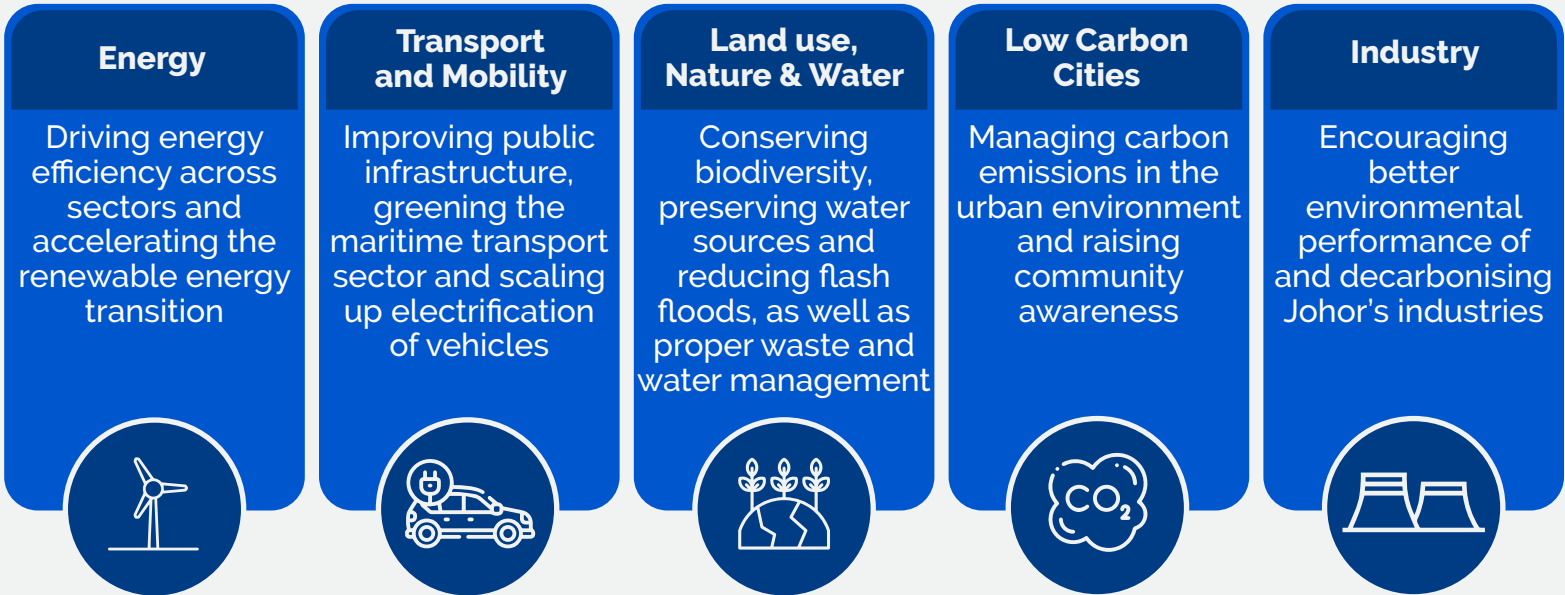 Energy
Driving energy
efficiency across
sectors and
accelerating the
renewable energy
transition
Transport
and Mobility
Improving public
infrastructure,
greening the
maritime transport
sector and scaling
up electrification
of vehicles
Land use,
Nature & Water
Conserving
biodiversity,
preserving water
sources and
reducing flash
floods, as well as
proper waste and
water management
Low Carbon
Cities
Managing carbon
emissions in the
urban environment
and raising
community
awareness
CO₂
Industry
Encouraging
better
environmental
performance of
and decarbonising
Johor’s industries